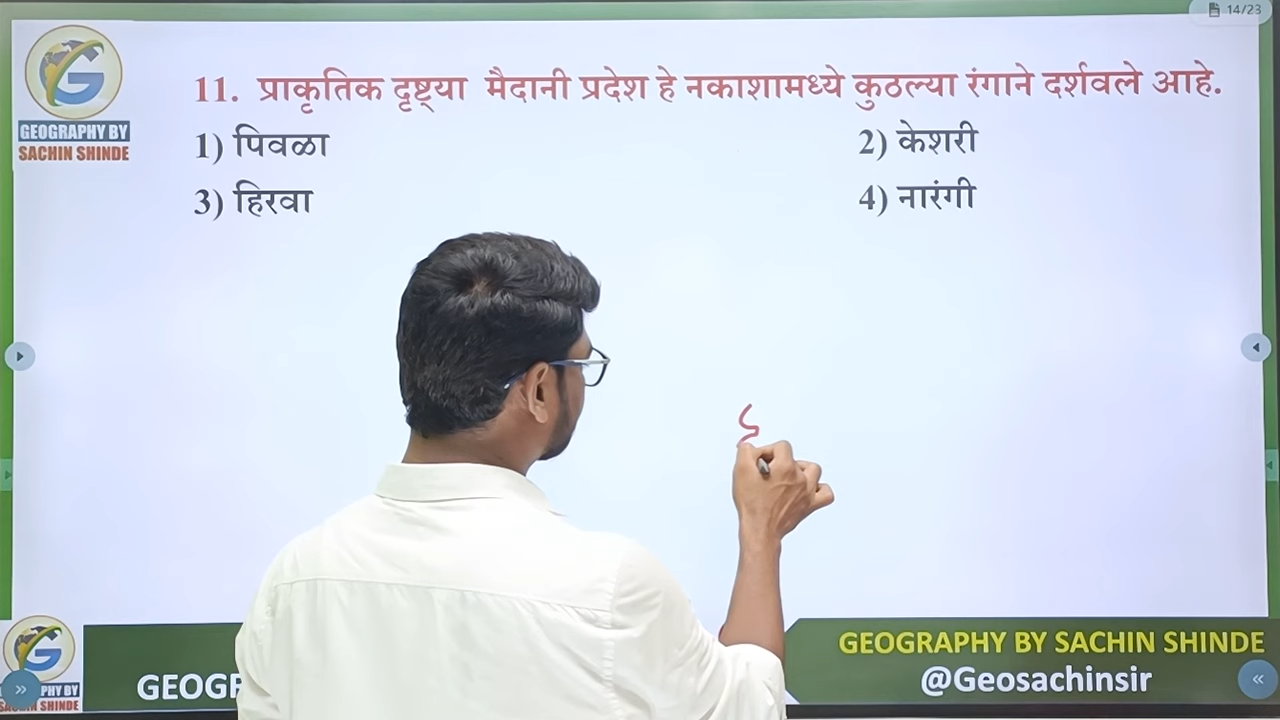 14/23
GEOGRAPHY BY
SACHIN SHINDE
11. प्राकृतिक दृष्ट्या मैदानी प्रदेश हे नकाशामध्ये कुठल्या रंगाने दर्शवले आहे.
1) पिवळा
2) केशरी
3) हिरवा
4) नारंगी
GEOGRAPHY BY SACHIN SHINDE
@Geosachinsir